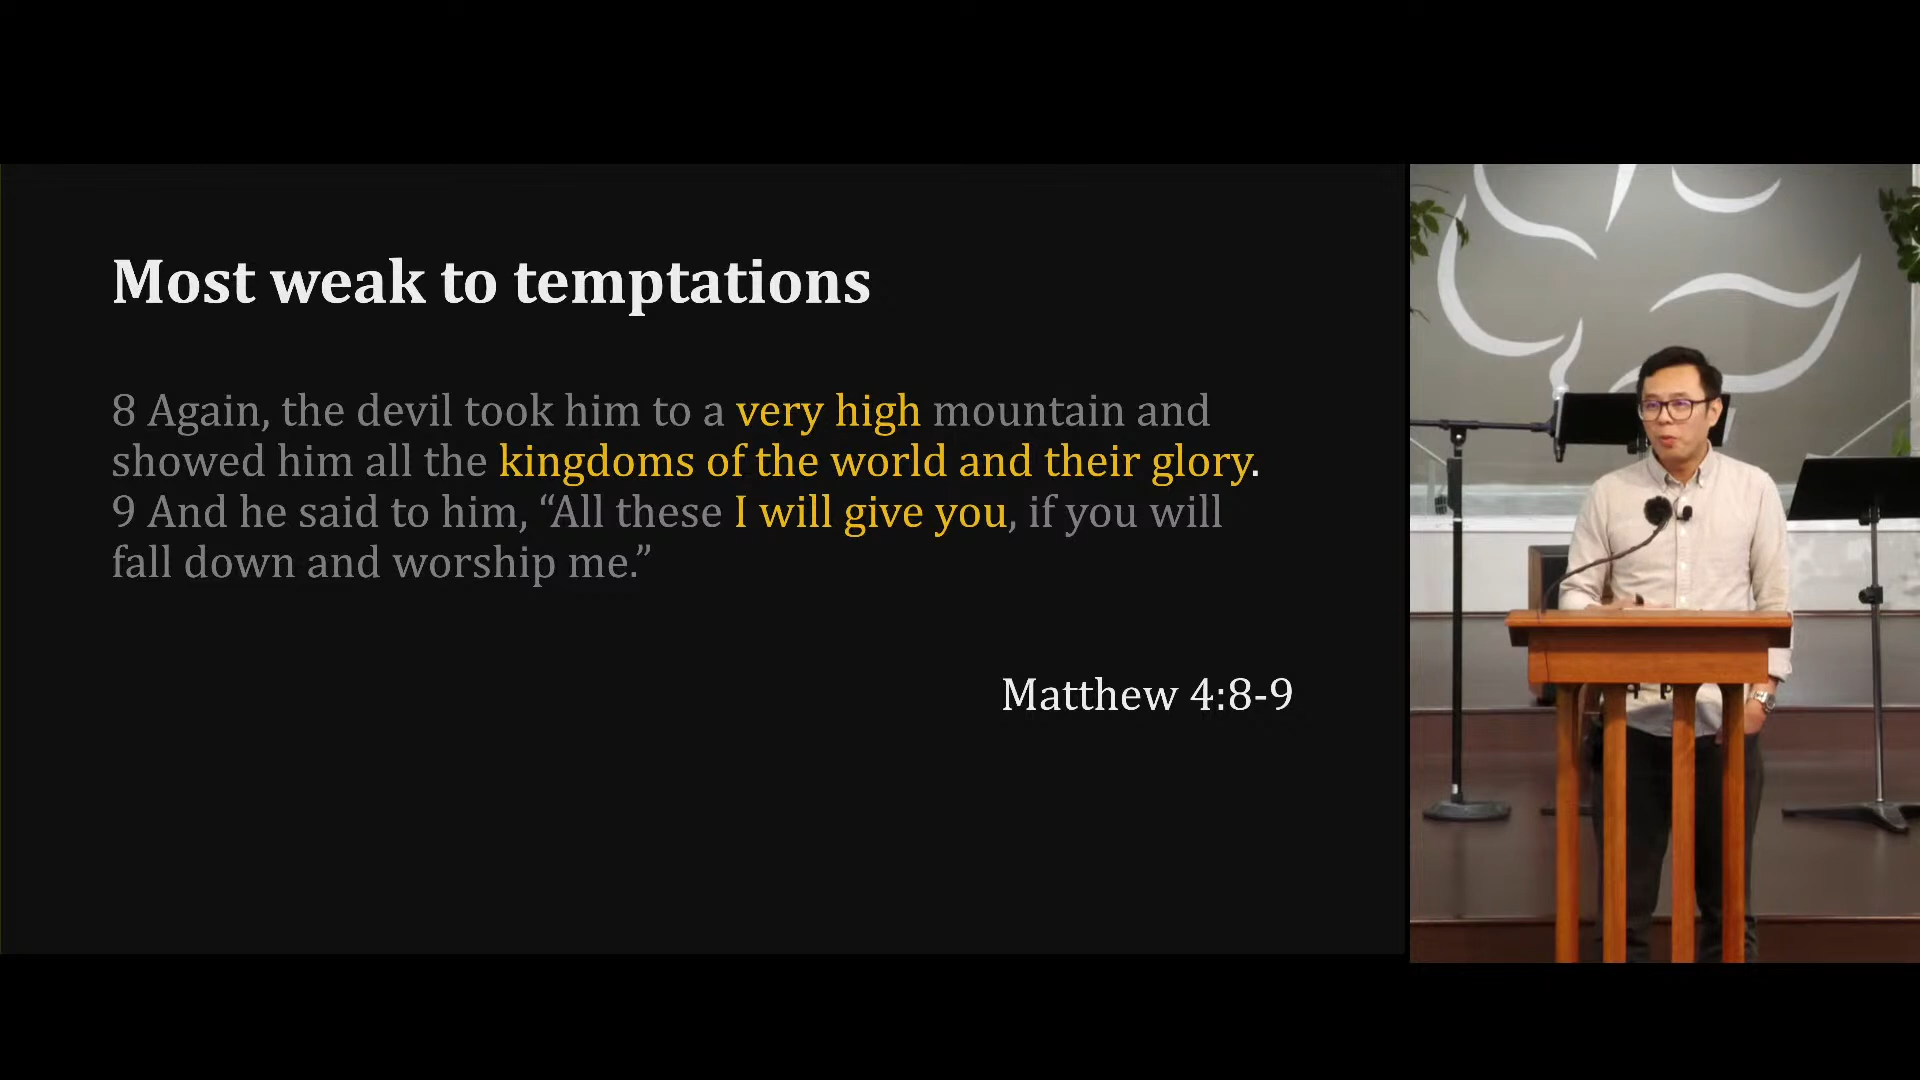 Most weak to temptations
8 Again, the devil took him to a very high mountain and
showed him all the kingdoms of the world and their glory.
9 And he said to him, “All these I will give you, if you will
fall down and worship me.”
Matthew 4:8-9